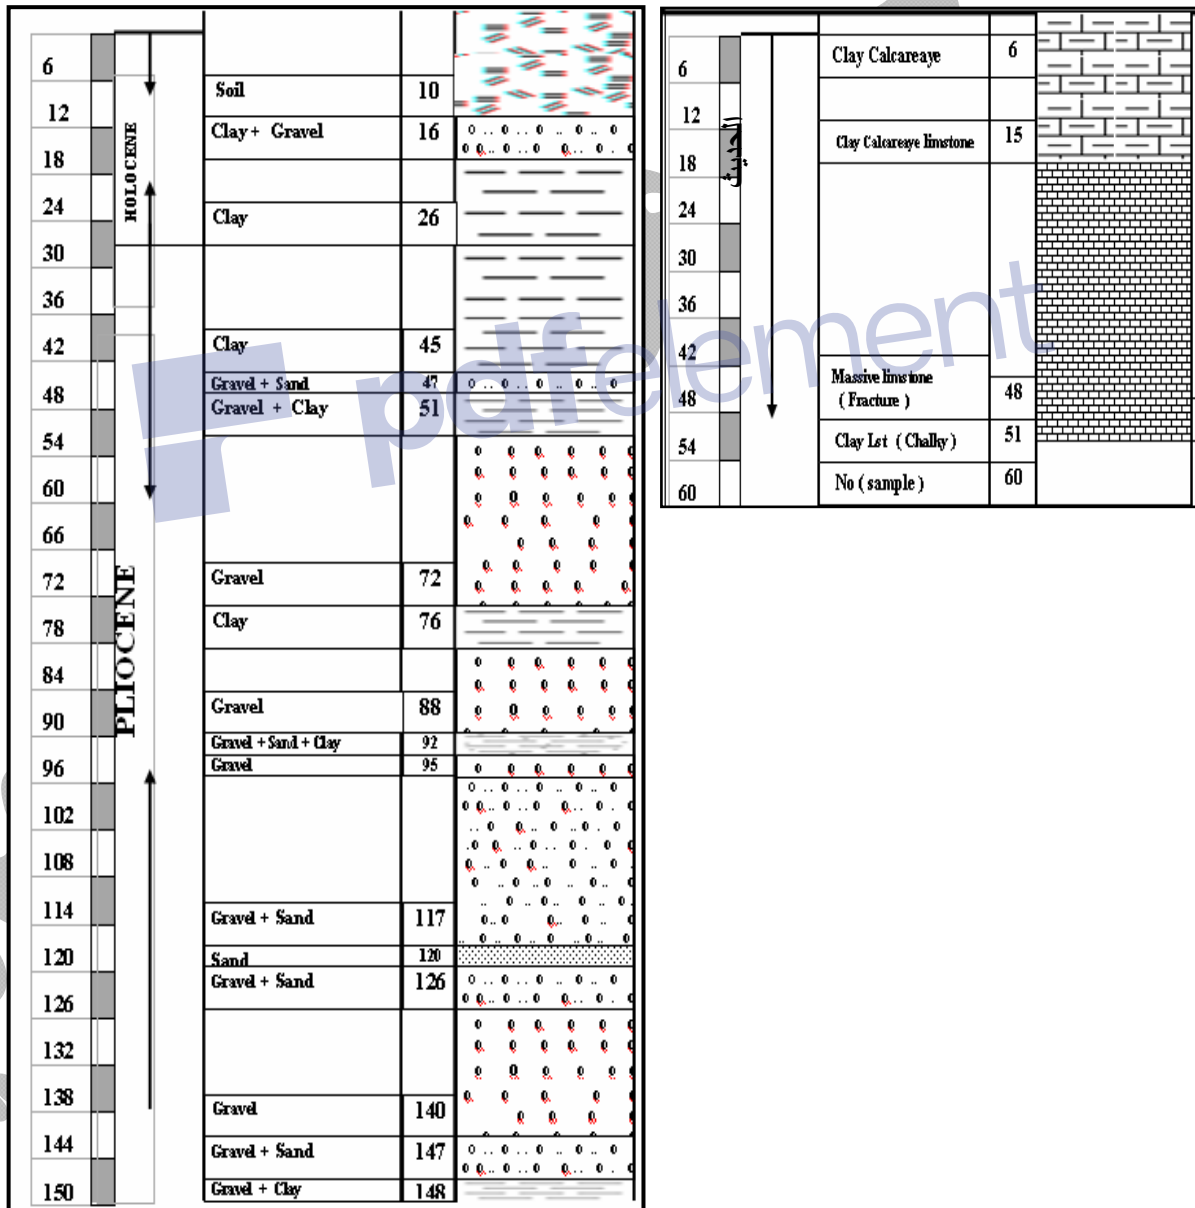 6
12
18
24
30
36
42
48
54
60
66
72
78
84
90
96
102
108
114
120
126
132
138
144
150
HOLOCENE
PLIOCENE
Soil 10
Clay + Gravel 16
Clay 26
Clay 45
Gravel + Sand 47
Gravel + Clay 51
Gravel 72
Clay 76
Gravel 88
Gravel + Sand + Clay 92
Gravel 95
Gravel + Sand 117
Sand 120
Gravel + Sand 126
Gravel 140
Gravel + Sand 147
Gravel + Clay 148
6
12
18
24
30
36
42
48
54
60
Clay Calcareaye 6
Clay Calcareaye limstone 15
Massive limstone
( Fracture ) 48
Clay Lst ( Chalky ) 51
No ( sample ) 60
pdfelement